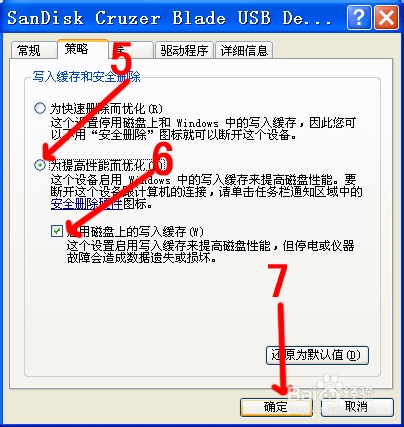 SanDisk Cruzer Blade USB De...
常规 策略 驱动程序 详细信息
5
写入缓存和安全删除
为快速删除而优化(R)
这个设置停用磁盘上和 Windows 中的写入缓存，因此您可
以不用“安全删除”图标就可以断开这个设备。
为提高性能而优化
6
这个设备启用 Windows 中的写入缓存来提高磁盘性能。要
断开这个设备跟计算机的连接，请单击任务栏通知区域中的
安全删除硬件图标。
启用磁盘上的写入缓存(W)
这个设置启用写入缓存来提高磁盘性能，但停电或仪器
故障会造成数据遗失或损坏。
7
还原为默认值(D)
Baidu经验
确定 取消